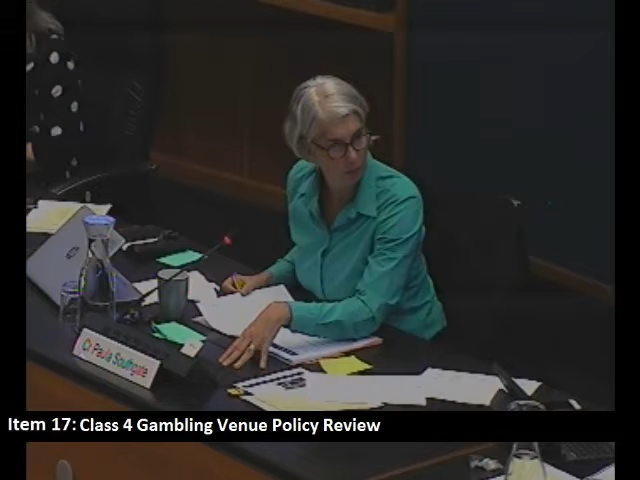 Cr Paula Southgate
Item 17: Class 4 Gambling Venue Policy Review